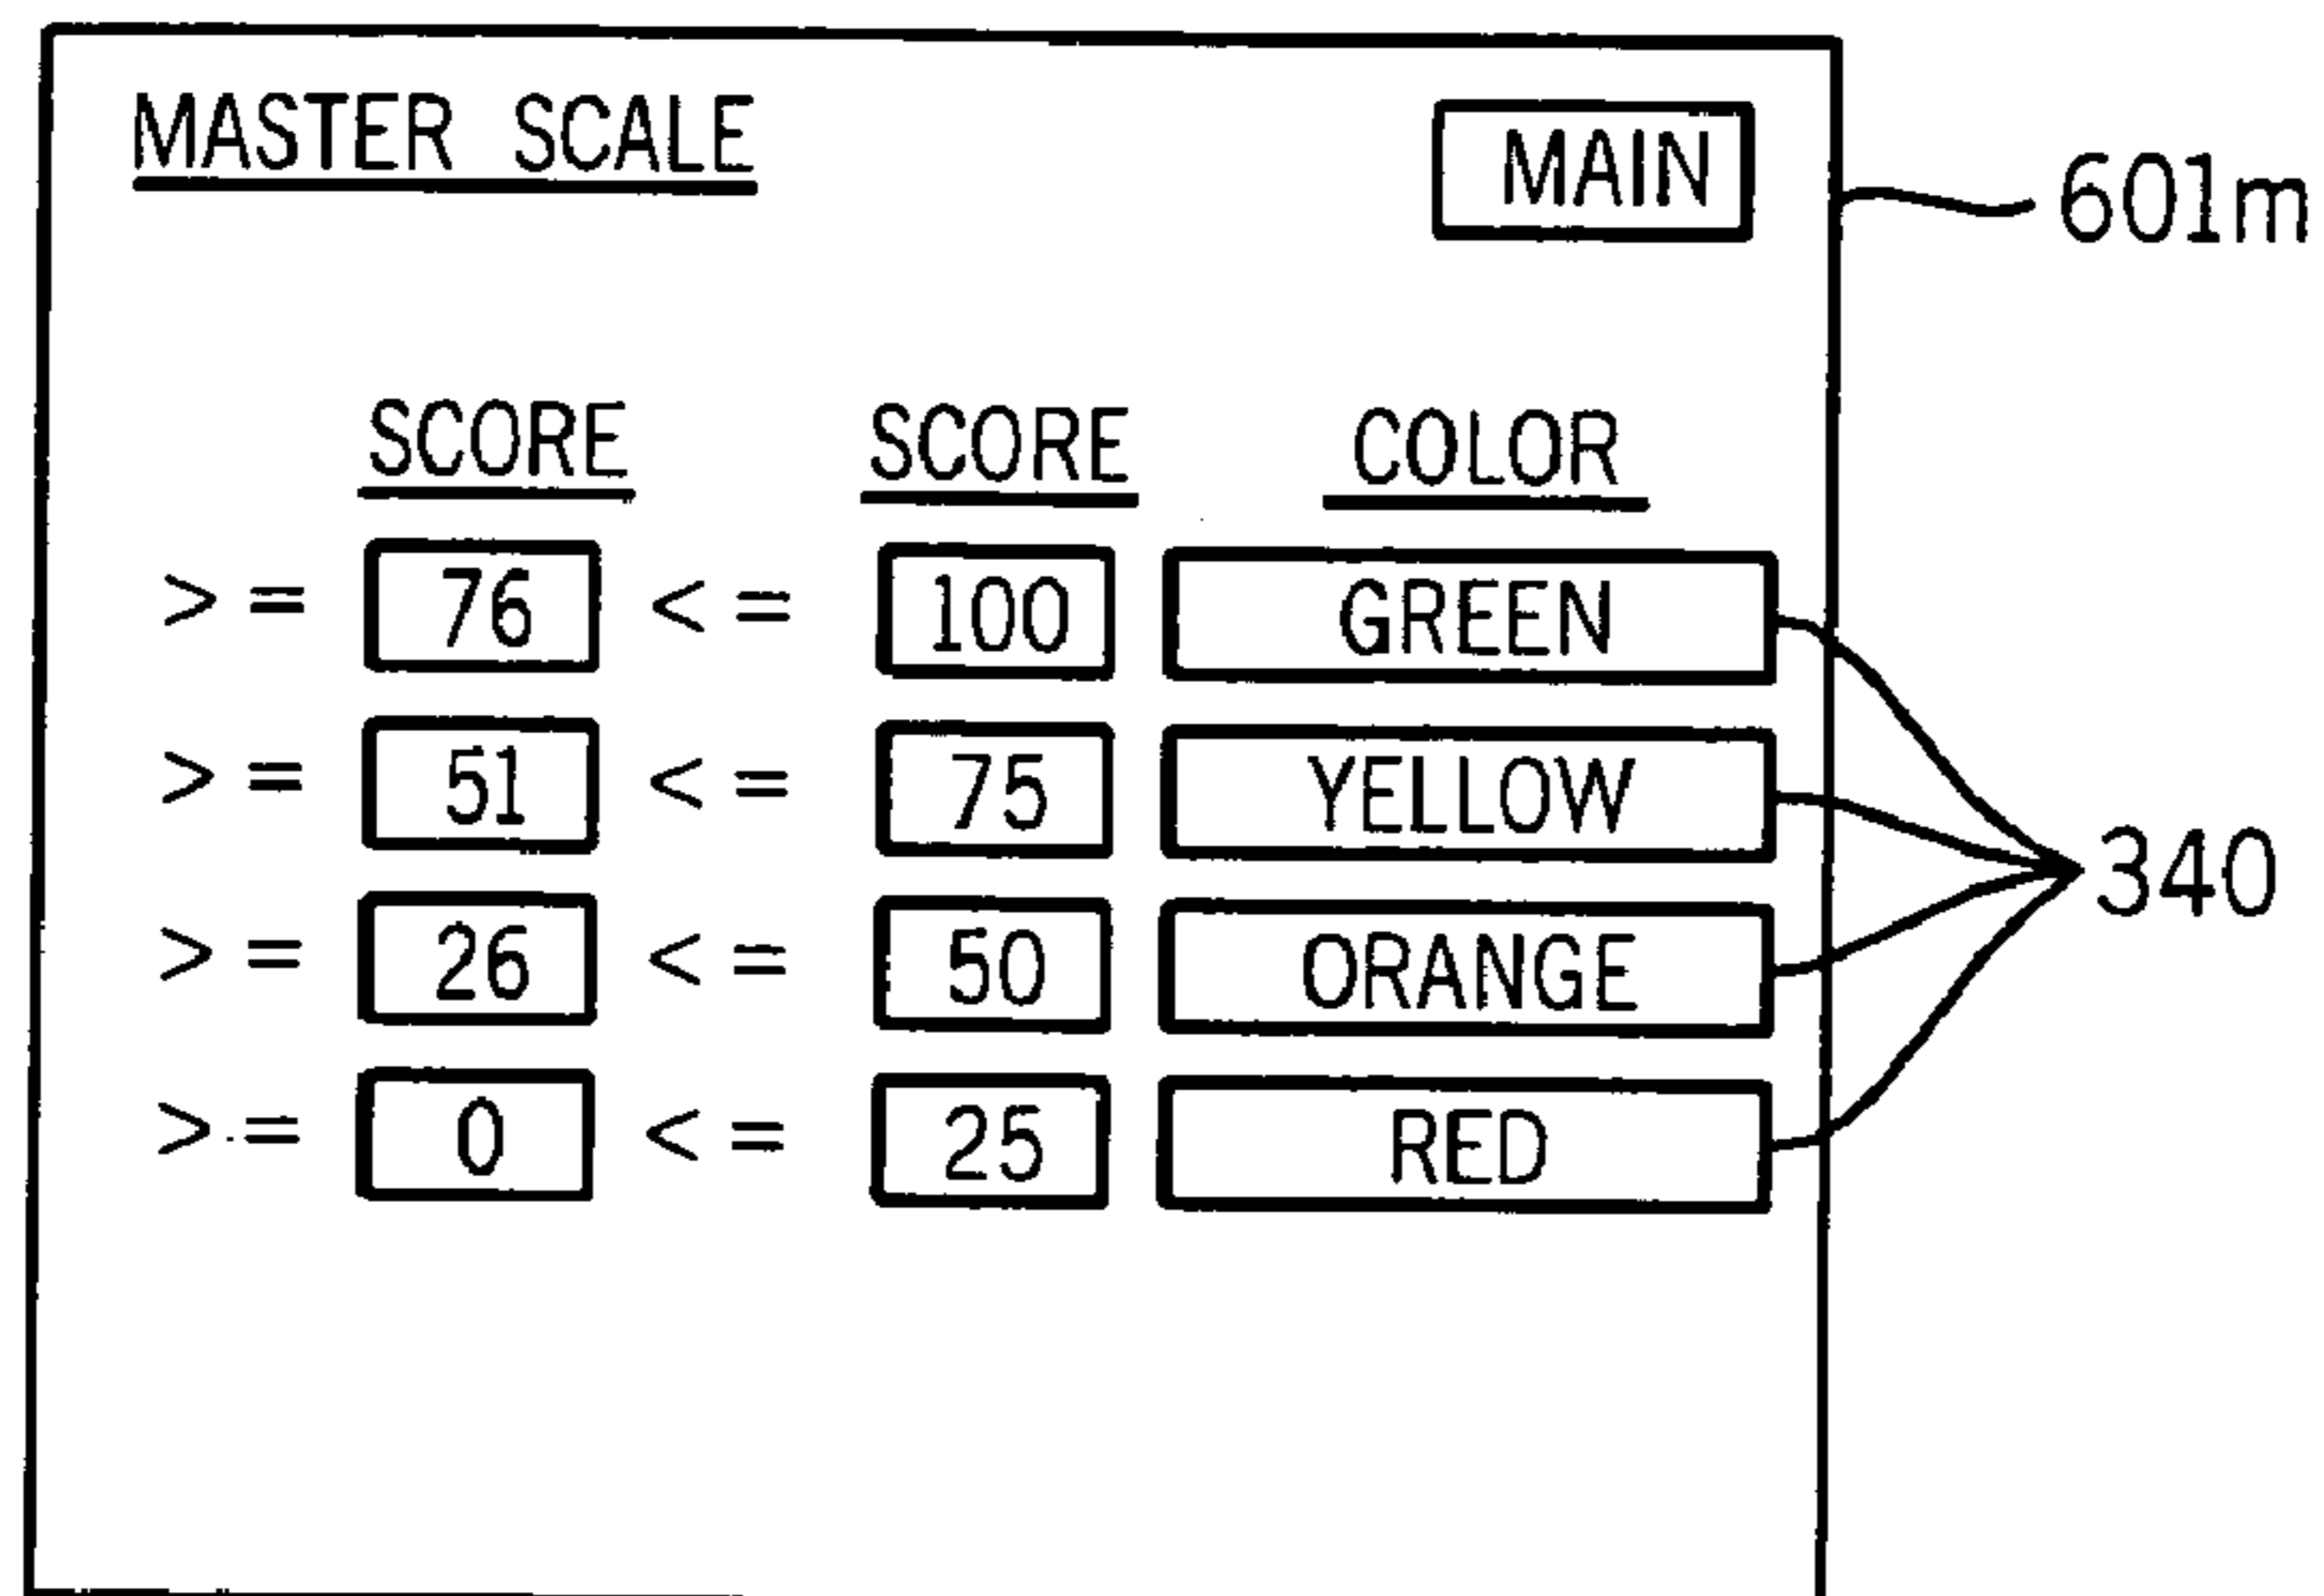 MASTER SCALE MAIN
601m
SCORE SCORE COLOR
>= 76 <= 100 GREEN
>= 51 <= 75 YELLOW
340
>= 26 <= 50 ORANGE
>= 0 <= 25 RED